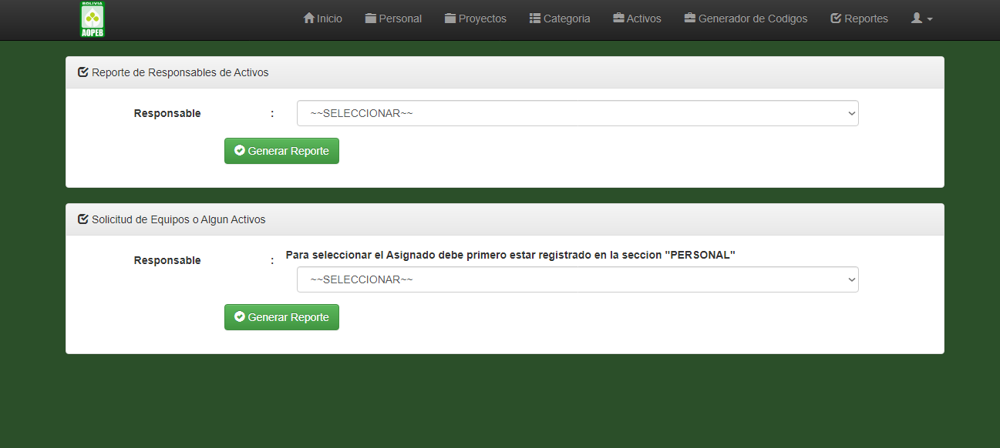 BOLIVIA
AOPEB
Inicio Personal Proyectos Categoria Activos Generador de Codigos Reportes
Reporte de Responsables de Activos
Responsable : ~~SELECCIONAR~~
Generar Reporte
Solicitud de Equipos o Algun Activos
Para seleccionar el Asignado debe primero estar registrado en la seccion "PERSONAL"
Responsable :
~~SELECCIONAR~~
Generar Reporte